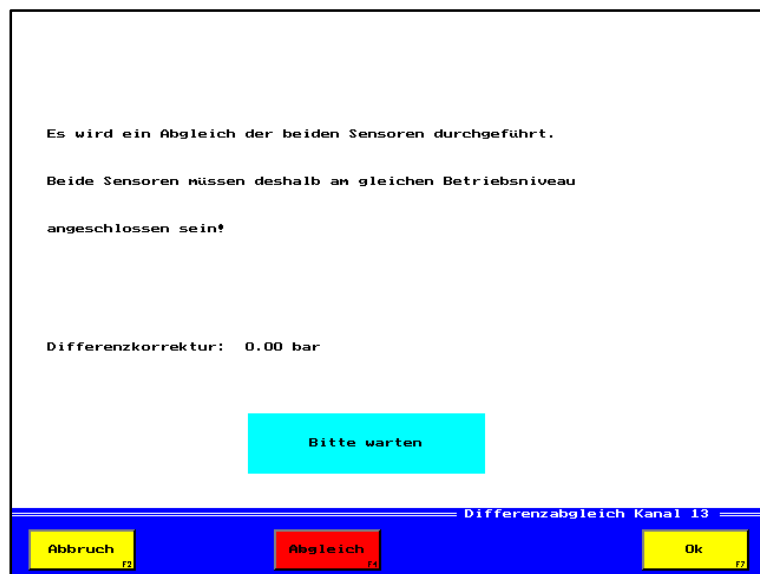 Es wird ein Abgleich der beiden Sensoren durchgeführt.
Beide Sensoren müssen deshalb am gleichen Betriebsniveau
angeschlossen sein!
Differenzkorrektur: 0.00 bar
Bitte warten
Differenzabgleich Kanal 13
Abbruch F2
Abgleich F4
Ok F7